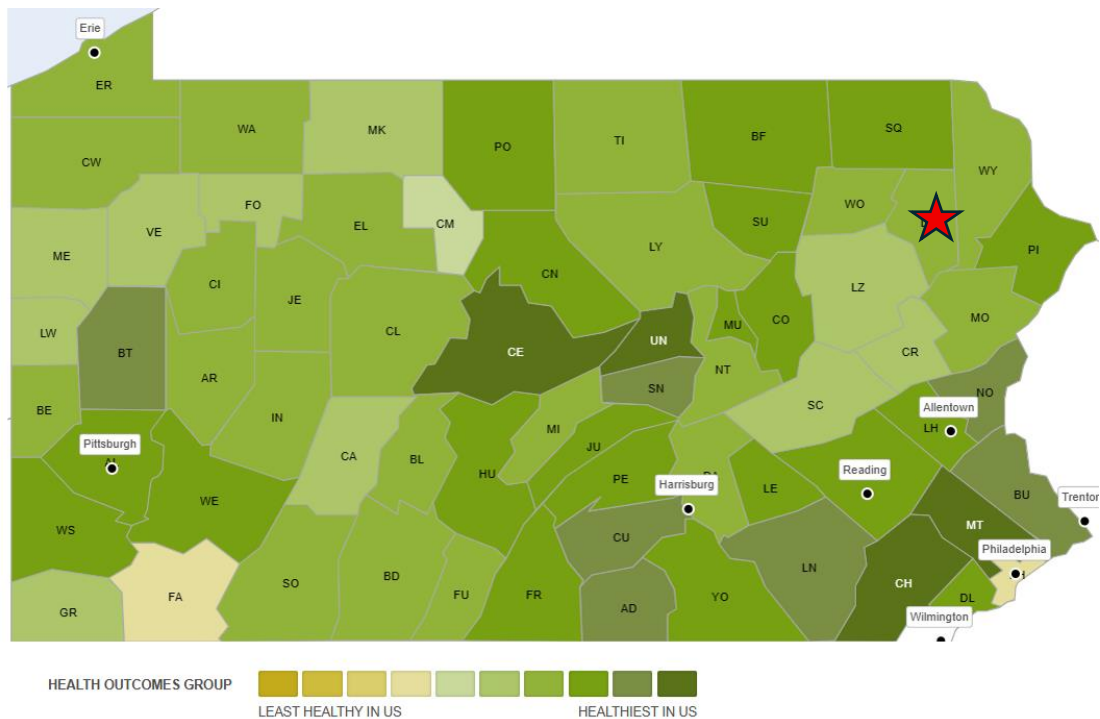 Erie
ER
WA
MK
PO
TI
BF
SQ
CW
WY
VE
FO
EL
CM
SU
WO
ME
CN
LY
PI
CI
JE
LZ
CL
MU
CO
MO
LW
BT
CE
UN
CR
AR
NT
BE
IN
SN
SC
NO
Allentown
LH
Pittsburgh
CA
BL
MI
JU
HU
PE
LE
Reading
Harrisburg
BU
Trenton
WS
WE
CU
MT
Philadelphia
GR
FA
SO
BD
FU
FR
AD
YO
LN
CH
DL
Wilmington
HEALTH OUTCOMES GROUP
LEAST HEALTHY IN US
HEALTHIEST IN US